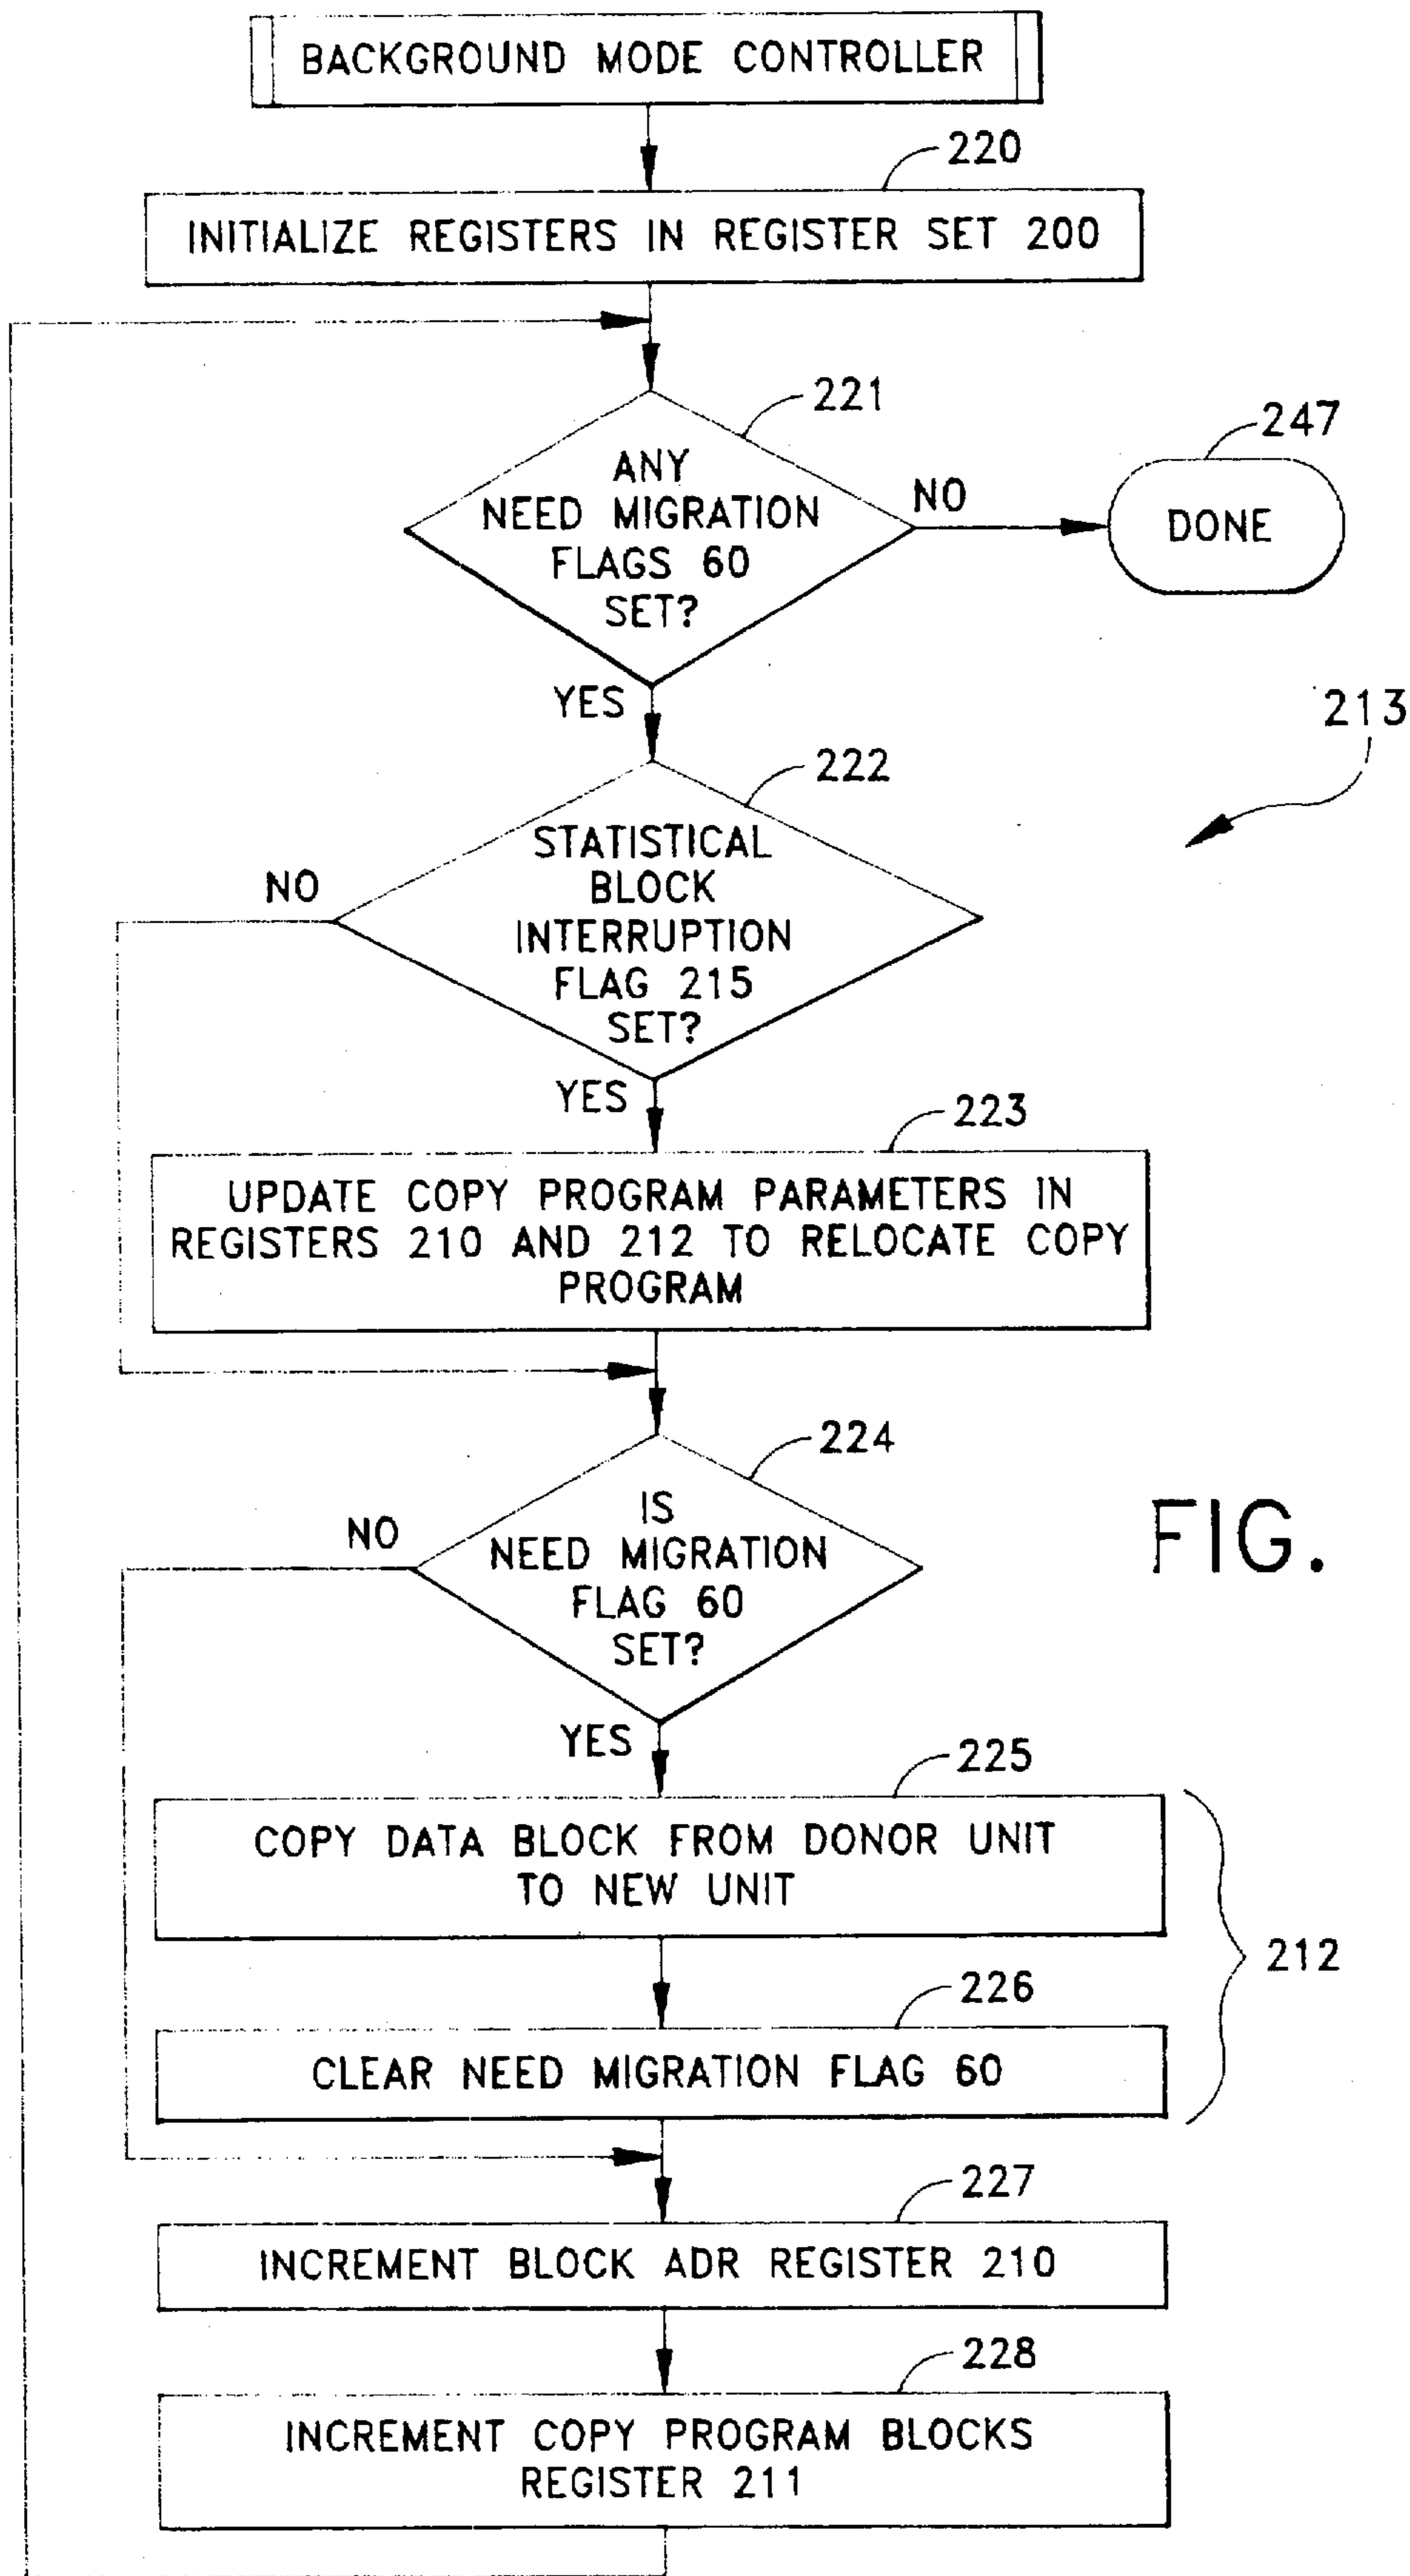 BACKGROUND MODE CONTROLLER
220
INITIALIZE REGISTERS IN REGISTER SET 200
221
247
ANY
NEED MIGRATION
FLAGS 60
SET?
NO
DONE
YES
213
222
STATISTICAL
BLOCK
INTERRUPTION
FLAG 215
SET?
NO
YES
223
UPDATE COPY PROGRAM PARAMETERS IN
REGISTERS 210 AND 212 TO RELOCATE COPY
PROGRAM
224
IS
NEED MIGRATION
FLAG 60
SET?
NO
FIG.
YES
225
COPY DATA BLOCK FROM DONOR UNIT
TO NEW UNIT
212
226
CLEAR NEED MIGRATION FLAG 60
227
INCREMENT BLOCK ADR REGISTER 210
228
INCREMENT COPY PROGRAM BLOCKS
REGISTER 211